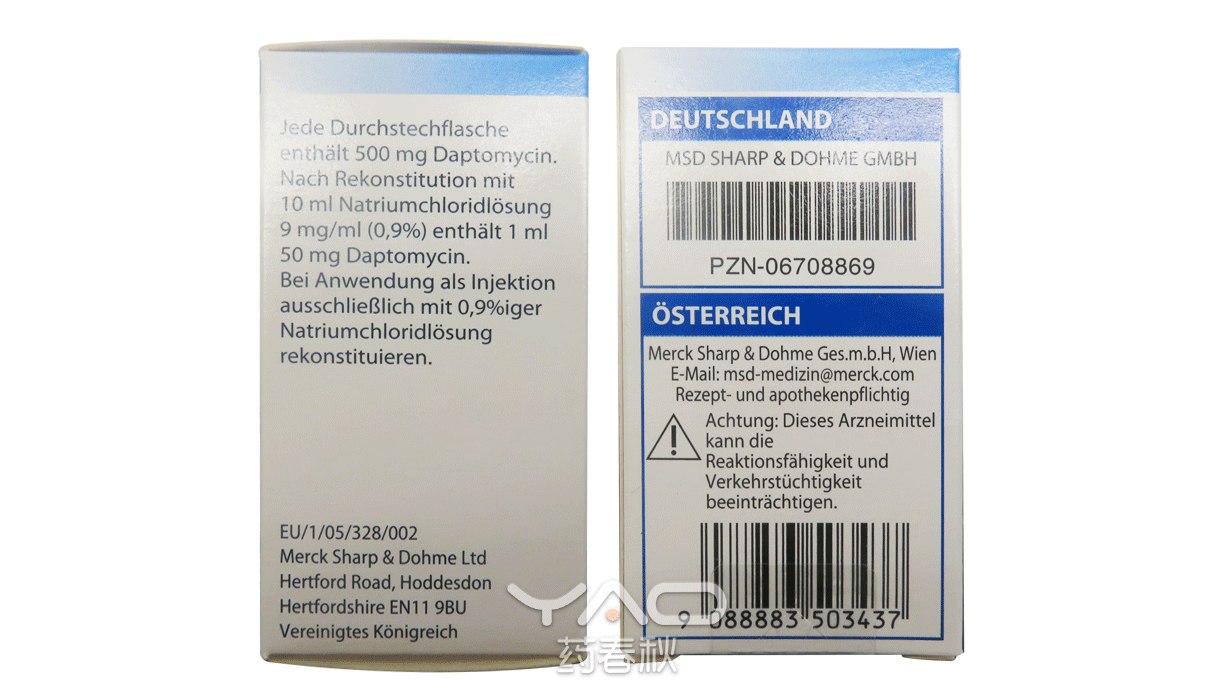 Jede Durchstechflasche
enthält 500 mg Daptomycin.
Nach Rekonstitution mit
10 ml Natriumchloridlösung
9 mg/ml (0,9%) enthält 1 ml
50 mg Daptomycin.
Bei Anwendung als Injektion
ausschließlich mit 0,9%iger
Natriumchloridlösung
rekonstituieren.
EU/1/05/328/002
Merck Sharp & Dohme Ltd
Hertford Road, Hoddesdon
Hertfordshire EN11 9BU
Vereinigtes Königreich
DEUTSCHLAND
MSD SHARP & DOHME GMBH
PZN-06708869
ÖSTERREICH
Merck Sharp & Dohme Ges.m.b.H, Wien
E-Mail: msd-medizin@merck.com
Rezept- und apothekenpflichtig
Achtung: Dieses Arzneimittel
kann die
Reaktionsfähigkeit und
Verkehrstüchtigkeit
beeinträchtigen.
9 088883 503437
YAO
药春秋